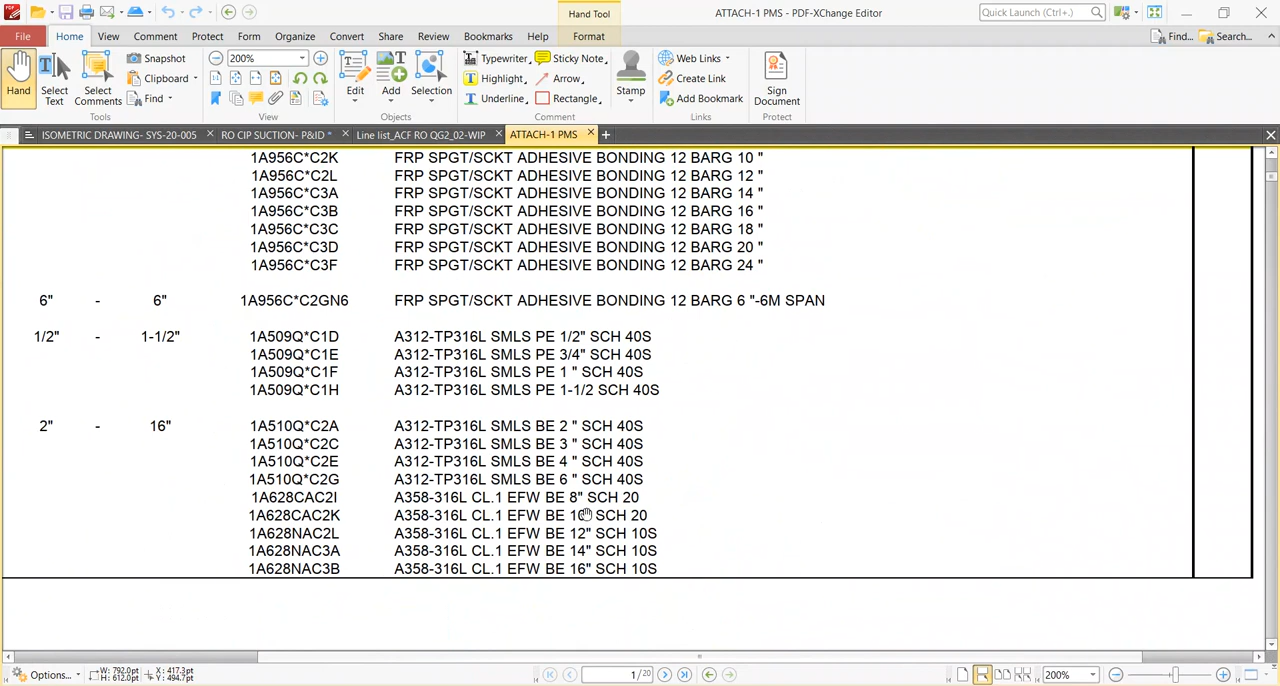 Hand Tool
ATTACH-1 PMS - PDF-XChange Editor
Quick Launch (Ctrl+.)
File Home View Comment Protect Form Organize Convert Share Review Bookmarks Help Format Find... Search...
Hand
Select Text
Select Comments
Snapshot
Clipboard
Find
Tools
200%
View
Edit
Add
Selection
Objects
Typewriter
Highlight
Underline
Sticky Note
Arrow
Rectangle
Comment
Stamp
Web Links
Create Link
Add Bookmark
Links
Sign Document
Protect
ISOMETRIC DRAWING- SYS-20-005 RO CIP SUCTION- P&ID * Line list_ACF RO QG2_02-WIP ATTACH-1 PMS
1A956C*C2K FRP SPGT/SCKT ADHESIVE BONDING 12 BARG 10 "
1A956C*C2L FRP SPGT/SCKT ADHESIVE BONDING 12 BARG 12 "
1A956C*C3A FRP SPGT/SCKT ADHESIVE BONDING 12 BARG 14 "
1A956C*C3B FRP SPGT/SCKT ADHESIVE BONDING 12 BARG 16 "
1A956C*C3C FRP SPGT/SCKT ADHESIVE BONDING 12 BARG 18 "
1A956C*C3D FRP SPGT/SCKT ADHESIVE BONDING 12 BARG 20 "
1A956C*C3F FRP SPGT/SCKT ADHESIVE BONDING 12 BARG 24 "
6" - 6" 1A956C*C2GN6 FRP SPGT/SCKT ADHESIVE BONDING 12 BARG 6 "-6M SPAN
1/2" - 1-1/2" 1A509Q*C1D A312-TP316L SMLS PE 1/2" SCH 40S
1A509Q*C1E A312-TP316L SMLS PE 3/4" SCH 40S
1A509Q*C1F A312-TP316L SMLS PE 1 " SCH 40S
1A509Q*C1H A312-TP316L SMLS PE 1-1/2 SCH 40S
2" - 16" 1A510Q*C2A A312-TP316L SMLS BE 2 " SCH 40S
1A510Q*C2C A312-TP316L SMLS BE 3 " SCH 40S
1A510Q*C2E A312-TP316L SMLS BE 4 " SCH 40S
1A510Q*C2G A312-TP316L SMLS BE 6 " SCH 40S
1A628CAC2I A358-316L CL.1 EFW BE 8" SCH 20
1A628CAC2K A358-316L CL.1 EFW BE SCH 20
1A628NAC2L A358-316L CL.1 EFW BE 12" SCH 10S
1A628NAC3A A358-316L CL.1 EFW BE 14" SCH 10S
1A628NAC3B A358-316L CL.1 EFW BE 16" SCH 10S
Options... W: 792.0pt H: 612.0pt X: 417.3pt Y: 494.7pt 1/20 200%